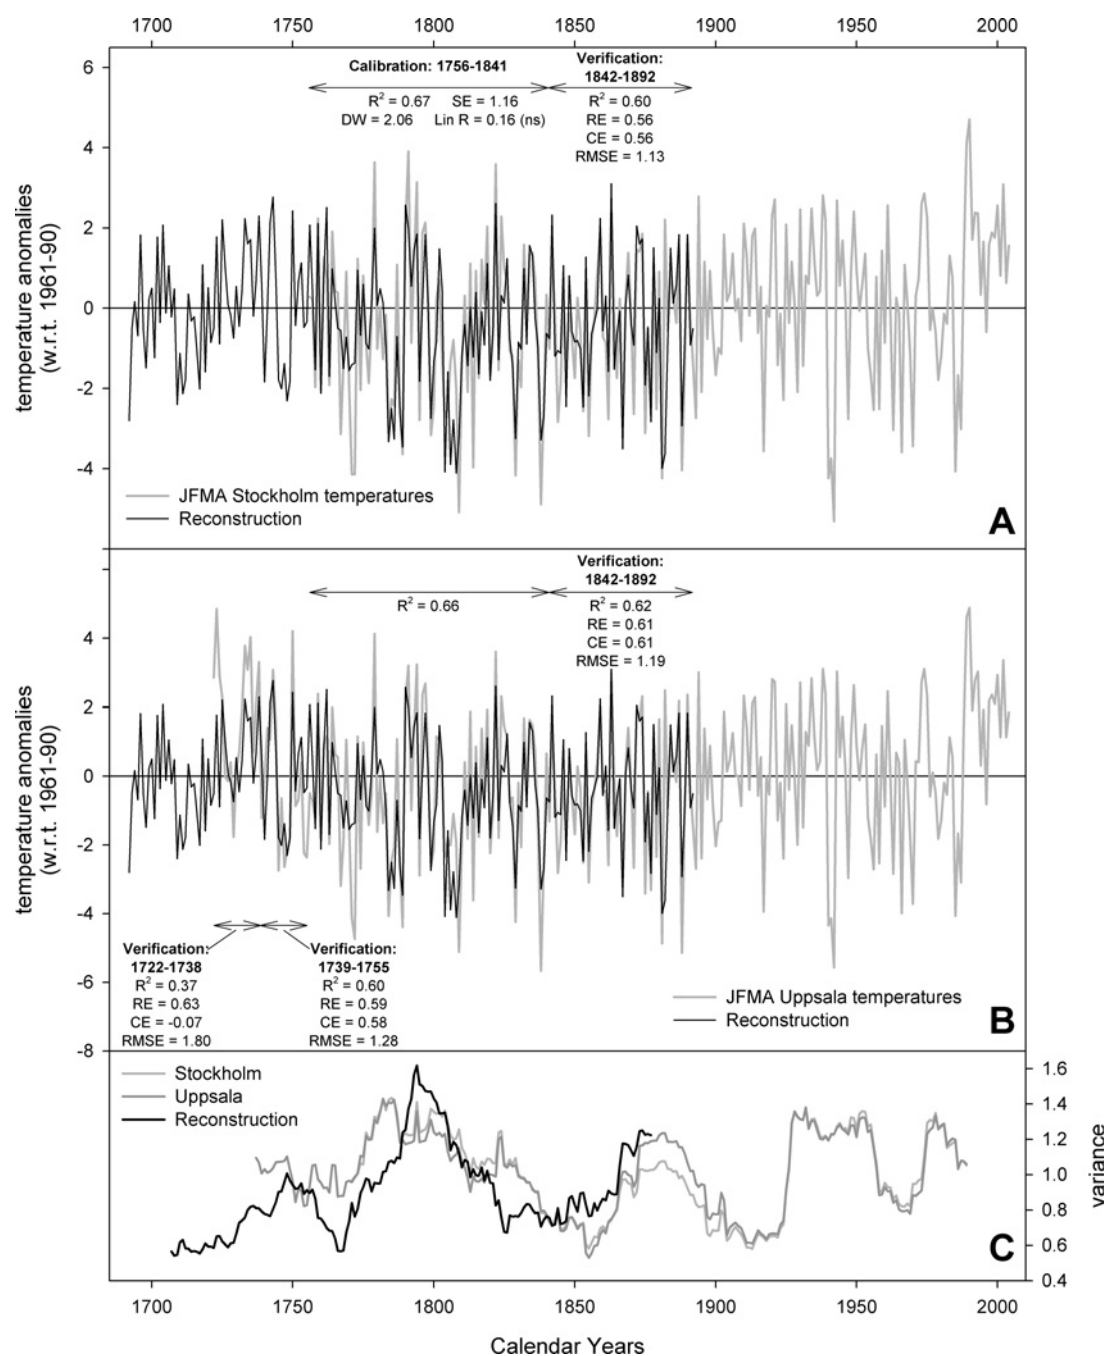 1700 1750 1800 1850 1900 1950 2000
Calibration: 1756-1841
R² = 0.67 SE = 1.16
DW = 2.06 Lin R = 0.16 (ns)
Verification:
1842-1892
R² = 0.60
RE = 0.56
CE = 0.56
RMSE = 1.13
6
4
2
0
-2
-4
temperature anomalies
(w.r.t. 1961-90)
JFMA Stockholm temperatures
Reconstruction
A
R² = 0.66
Verification:
1842-1892
R² = 0.62
RE = 0.61
CE = 0.61
RMSE = 1.19
4
2
0
-2
-4
-6
-8
temperature anomalies
(w.r.t. 1961-90)
Verification:
1722-1738
R² = 0.37
RE = 0.63
CE = -0.07
RMSE = 1.80
Verification:
1739-1755
R² = 0.60
RE = 0.59
CE = 0.58
RMSE = 1.28
JFMA Uppsala temperatures
Reconstruction
B
Stockholm
Uppsala
Reconstruction
1.6
1.4
1.2
1.0
0.8
0.6
0.4
variance
C
1700 1750 1800 1850 1900 1950 2000
Calendar Years